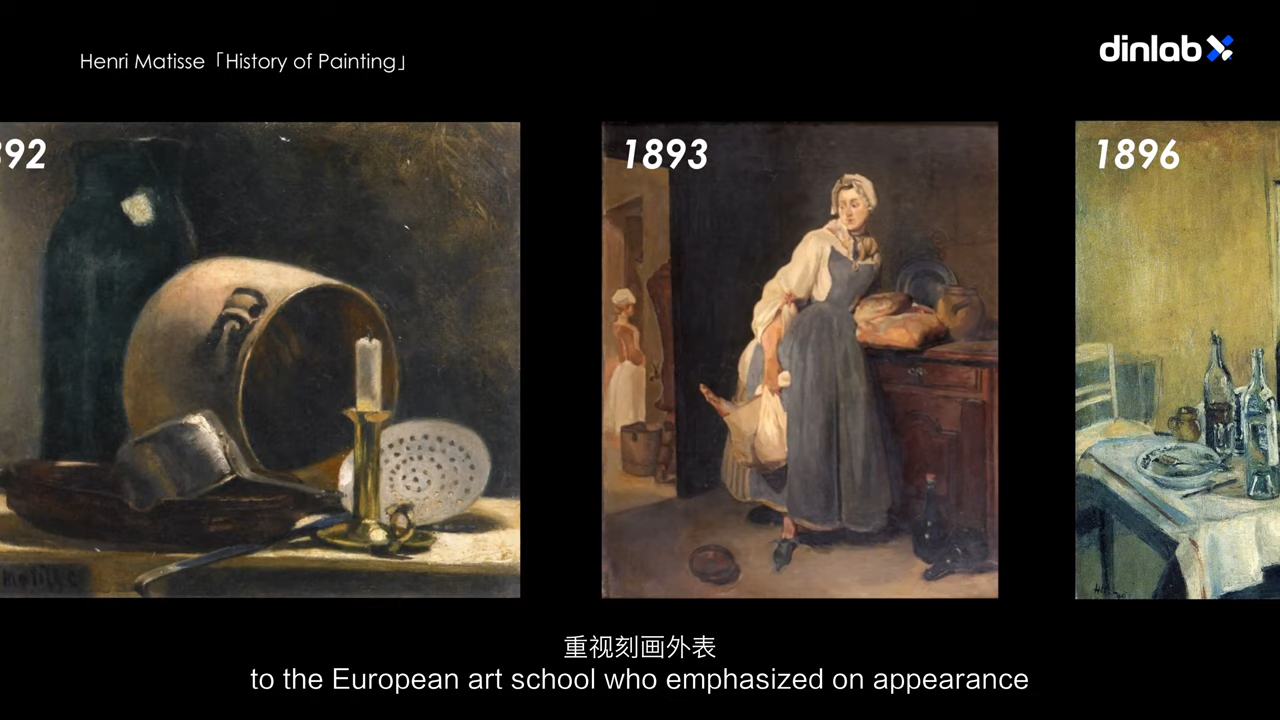 Henri Matisse「History of Painting」
dinlab
892
1893
1896
重视刻画外表
to the European art school who emphasized on appearance